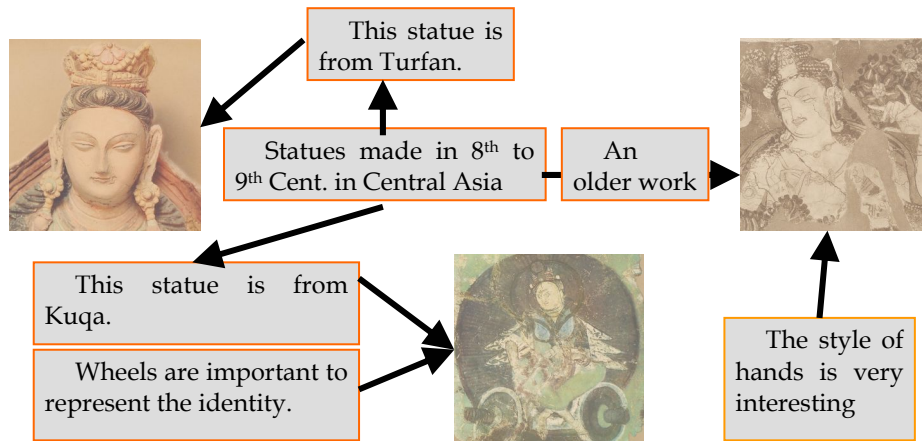 This statue is
from Turfan.
Statues made in 8th to
9th Cent. in Central Asia
An
older work
This statue is from
Kuqa.
Wheels are important to
represent the identity.
The style of
hands is very
interesting